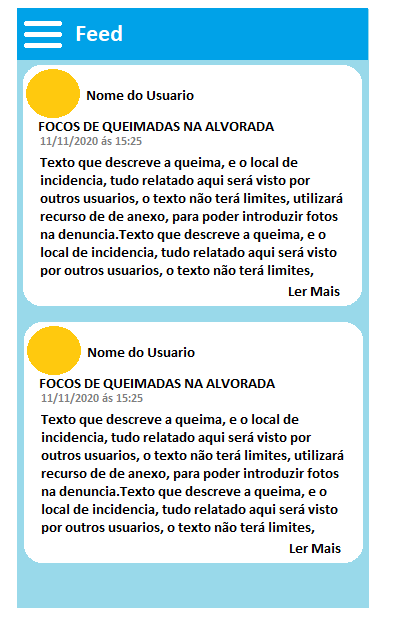 Feed
Nome do Usuario
FOCOS DE QUEIMADAS NA ALVORADA
11/11/2020 ás 15:25
Texto que descreve a queima, e o local de
incidencia, tudo relatado aqui será visto por
outros usuarios, o texto não terá limites, utilizará
recurso de de anexo, para poder introduzir fotos
na denuncia.Texto que descreve a queima, e o
local de incidencia, tudo relatado aqui será visto
por outros usuarios, o texto não terá limites,
Ler Mais
Nome do Usuario
FOCOS DE QUEIMADAS NA ALVORADA
11/11/2020 ás 15:25
Texto que descreve a queima, e o local de
incidencia, tudo relatado aqui será visto por
outros usuarios, o texto não terá limites, utilizará
recurso de de anexo, para poder introduzir fotos
na denuncia.Texto que descreve a queima, e o
local de incidencia, tudo relatado aqui será visto
por outros usuarios, o texto não terá limites,
Ler Mais